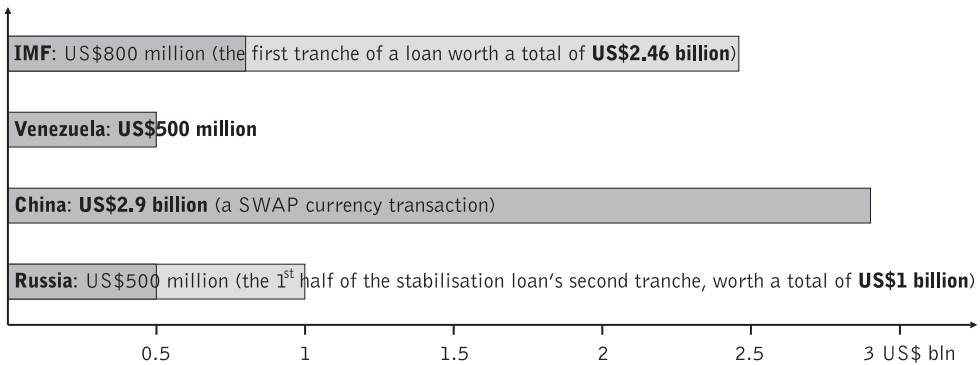 IMF: US$800 million (the first tranche of a loan worth a total of US$2.46 billion)
Venezuela: US$500 million
China: US$2.9 billion (a SWAP currency transaction)
Russia: US$500 million (the 1st half of the stabilisation loan’s second tranche, worth a total of US$1 billion)
0.5 1 1.5 2 2.5 3 US$ bln